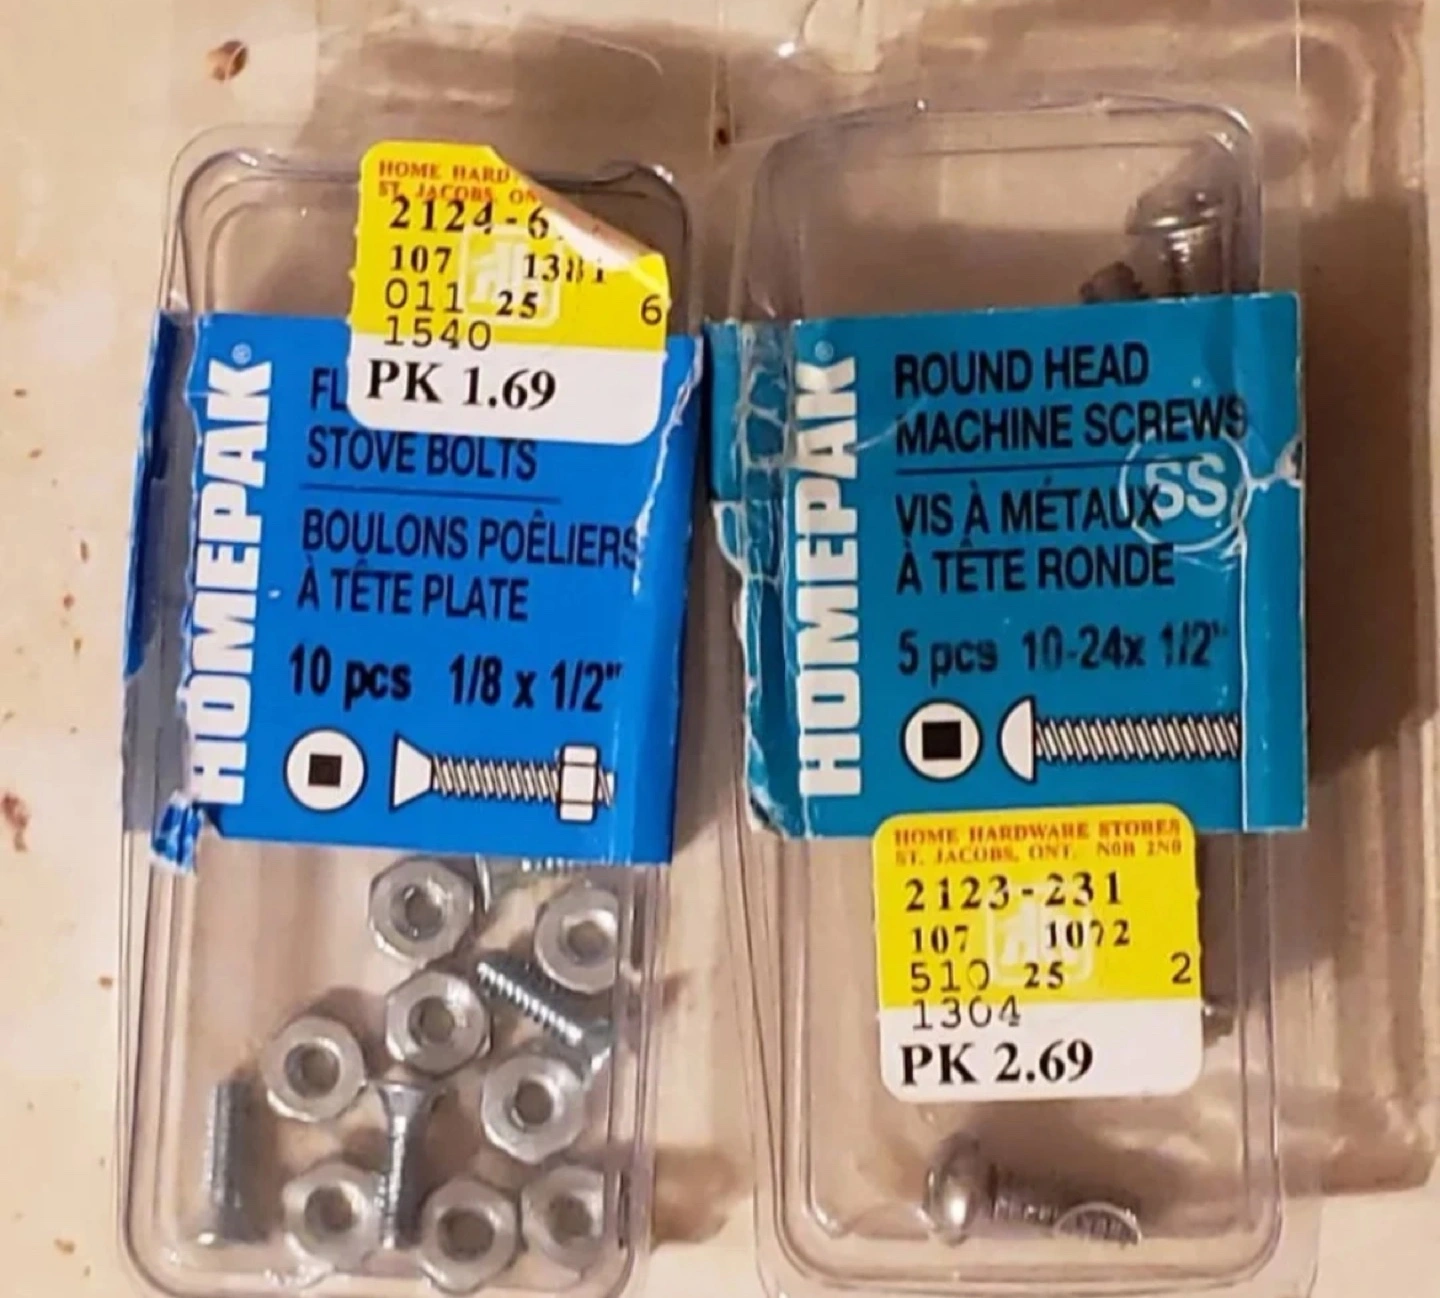 HOME HARD
ST. JACOBS, ON
2124-6
107
011 25 6
1540
PK 1.69
HOMEPAK®
FL
STOVE BOLTS
BOULONS POÊLIERS
À TÊTE PLATE
10 pcs 1/8 x 1/2"
HOMEPAK®
ROUND HEAD
MACHINE SCREWS
SS
VIS À MÉTAUX
À TÊTE RONDE
5 pcs 10-24x 1/2"
HOME HARDWARE STORES
ST. JACOBS, ONT. N0B 2N0
2123-231
107 1072
510 25 2
1304
PK 2.69